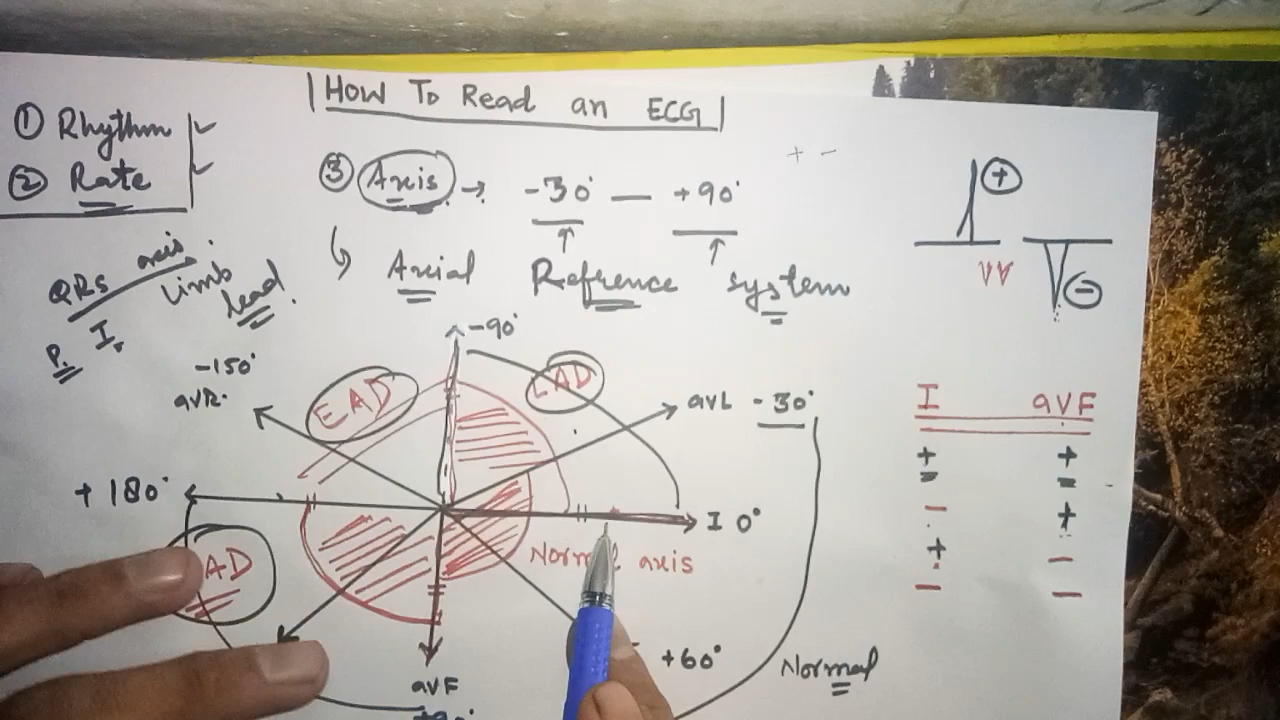 HOW To Read an ECG
① Rhythm
② Rate
③ Axis → -30° — +90°
Axial Refrence system
QRS axis
limb lead.
P. I.
+ -
+
-
-90°
-150°
avR.
EAD
LAD
avL -30°
+180°
I 0°
AD
Normal axis
+60°
Normal
avF
I avF
+ +
- +
+ -
- -